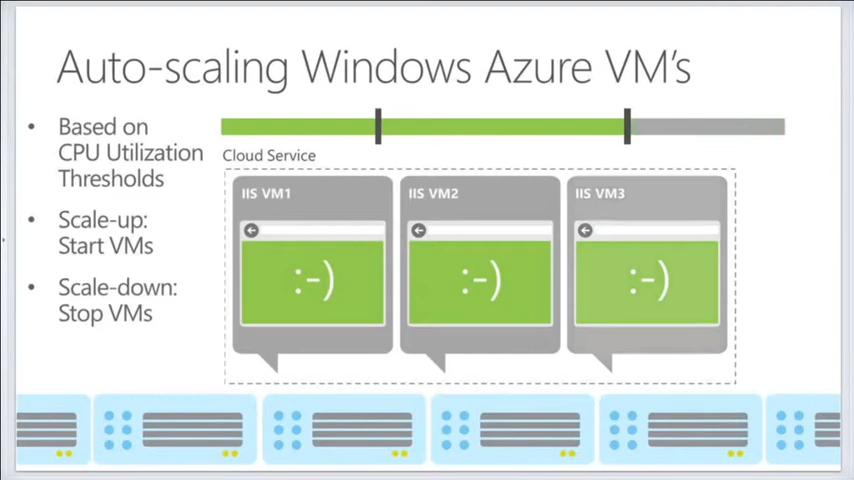 Auto-scaling Windows Azure VM's
• Based on
CPU Utilization
Thresholds
• Scale-up:
Start VMs
• Scale-down:
Stop VMs
Cloud Service
IIS VM1
IIS VM2
IIS VM3
:-)
:-)
:-)